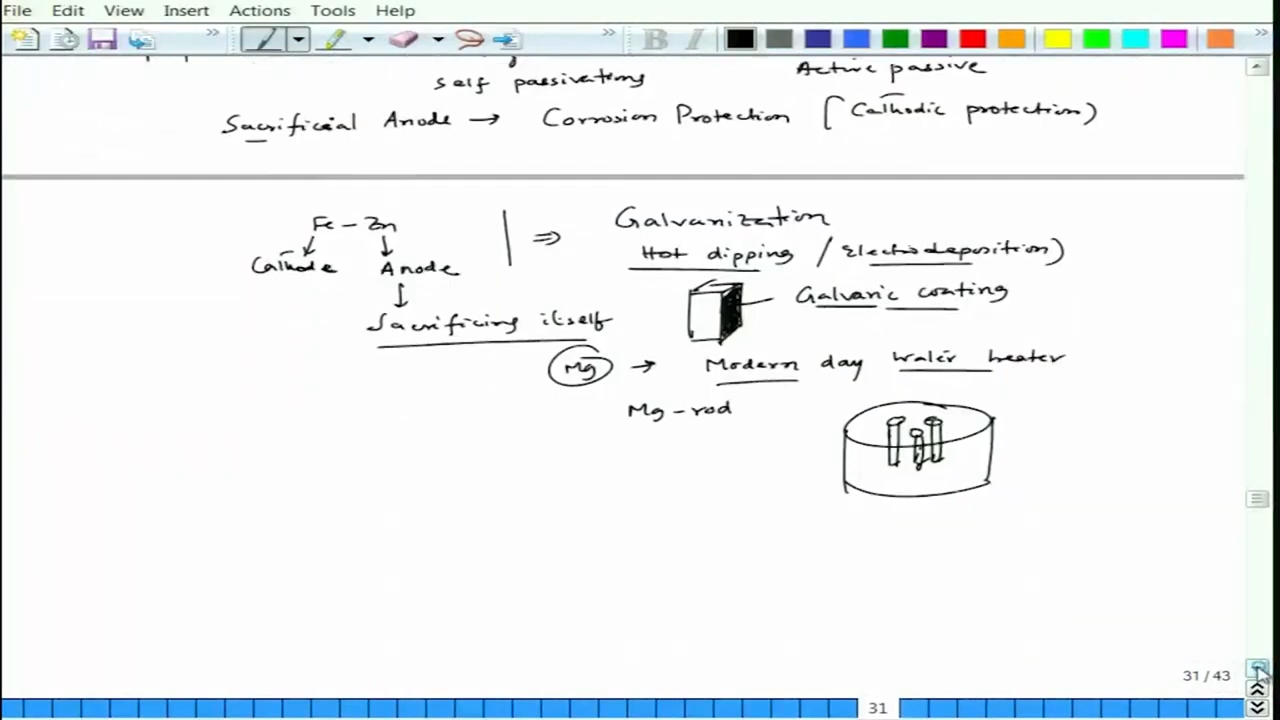 File Edit View Insert Actions Tools Help
self passivating
Active passive
Sacrificial Anode → Corrosion Protection [Cathodic protection)
Fe - Zn
Cathode Anode
Sacrificing itself
⇒ Galvanization
Hot dipping / Electrodeposition)
Galvanic coating
Mg → Modern day water heater
Mg-rod
31 / 43
31